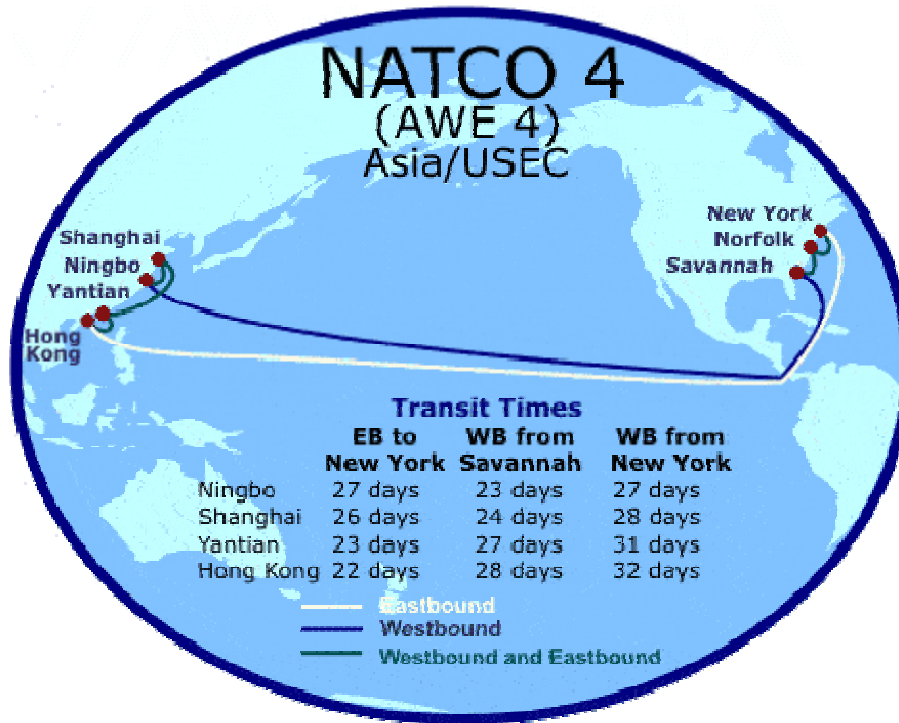 NATCO 4
(AWE 4)
Asia/USEC
New York
Norfolk
Savannah
Shanghai
Ningbo
Yantian
Hong
Kong
Transit Times
EB to WB from WB from
New York Savannah New York
Ningbo 27 days 23 days 27 days
Shanghai 26 days 24 days 28 days
Yantian 23 days 27 days 31 days
Hong Kong 22 days 28 days 32 days
Eastbound
Westbound
Westbound and Eastbound